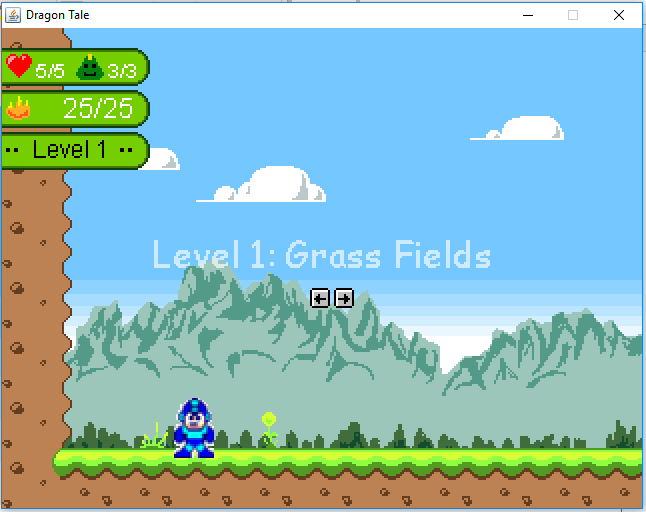 Dragon Tale
5/5 3/3
25/25
Level 1
Level 1: Grass Fields